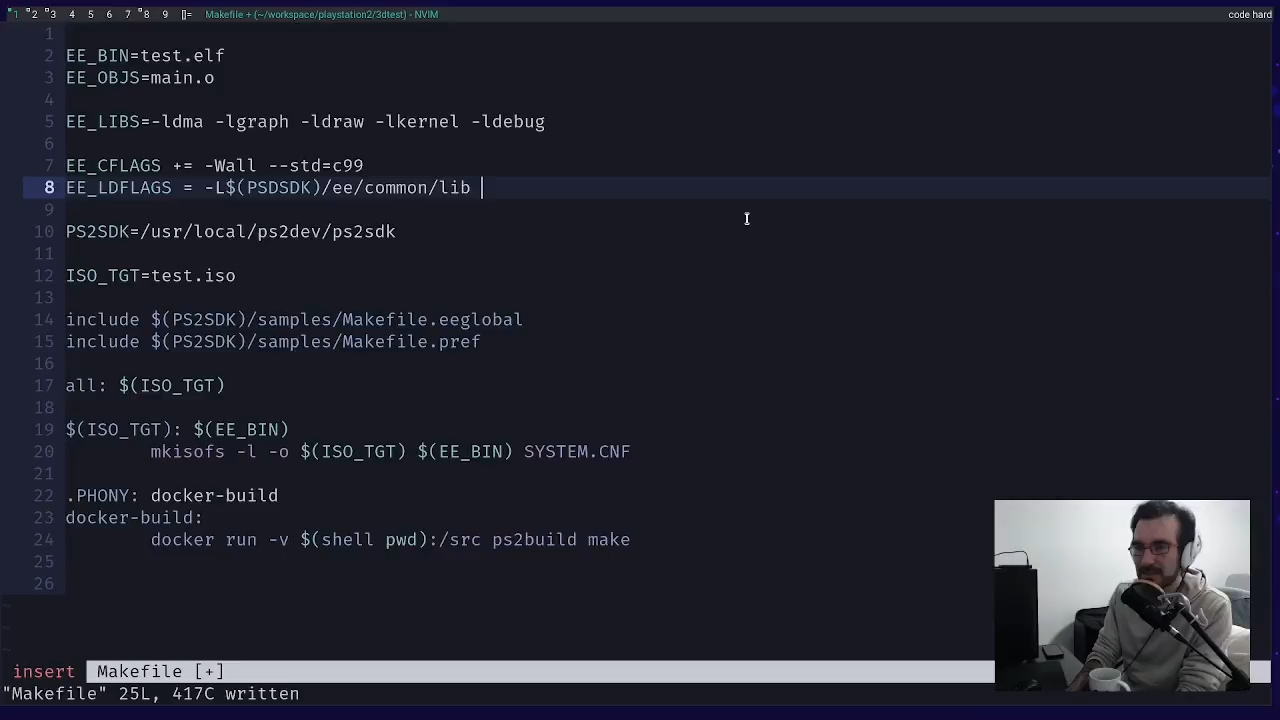 1 2 3 4 5 6 7 8 9 []= Makefile + (~/workspace/playstation2/3dtest) - NVIM code hard
1
2 EE_BIN=test.elf
3 EE_OBJS=main.o
4
5 EE_LIBS=-ldma -lgraph -ldraw -lkernel -ldebug
6
7 EE_CFLAGS += -Wall --std=c99
8 EE_LDFLAGS = -L$(PSDSDK)/ee/common/lib
9
10 PS2SDK=/usr/local/ps2dev/ps2sdk
11
12 ISO_TGT=test.iso
13
14 include $(PS2SDK)/samples/Makefile.eeglobal
15 include $(PS2SDK)/samples/Makefile.pref
16
17 all: $(ISO_TGT)
18
19 $(ISO_TGT): $(EE_BIN)
20 mkisofs -l -o $(ISO_TGT) $(EE_BIN) SYSTEM.CNF
21
22 .PHONY: docker-build
23 docker-build:
24 docker run -v $(shell pwd):/src ps2build make
25
26
~
~
~
insert Makefile [+]
"Makefile" 25L, 417C written